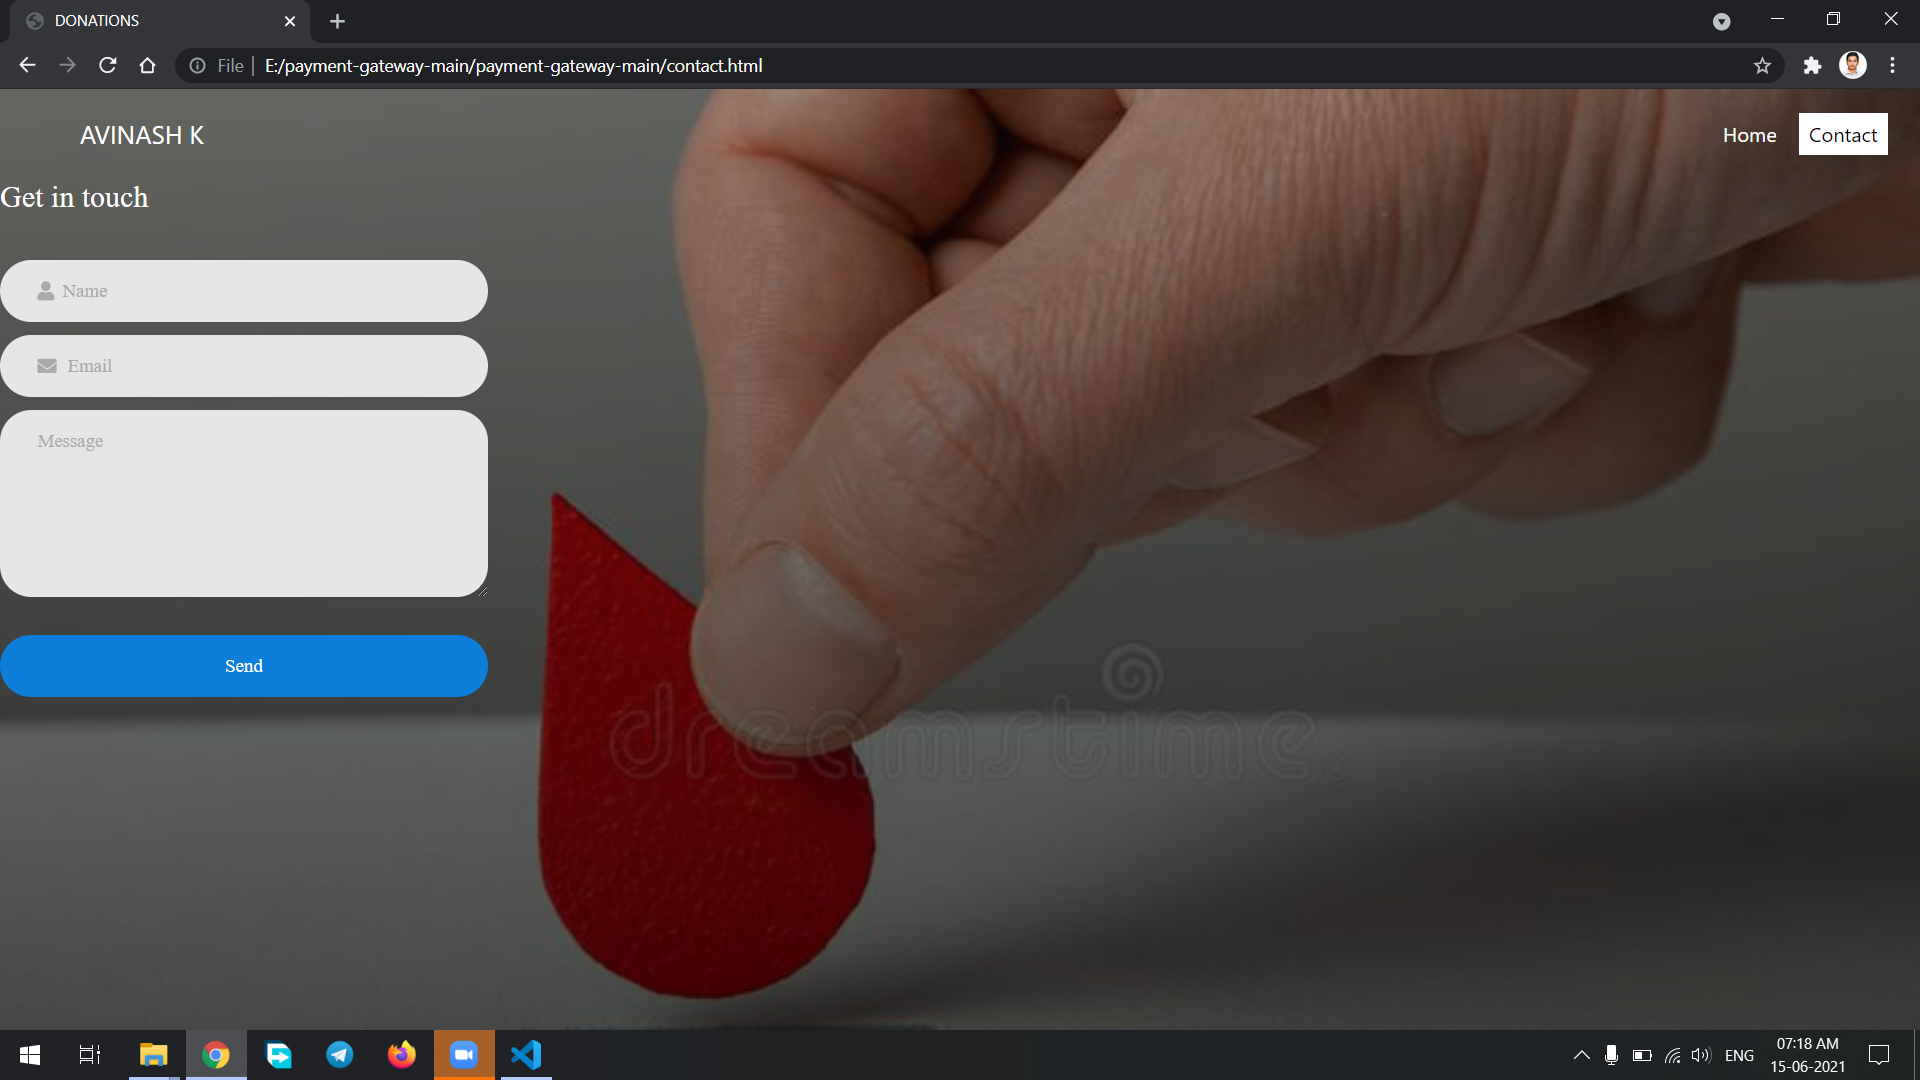 DONATIONS
File | E:/payment-gateway-main/payment-gateway-main/contact.html
AVINASH K
Home
Contact
Get in touch
Name
Email
Message
Send
dreamstime
ENG
07:18 AM
15-06-2021